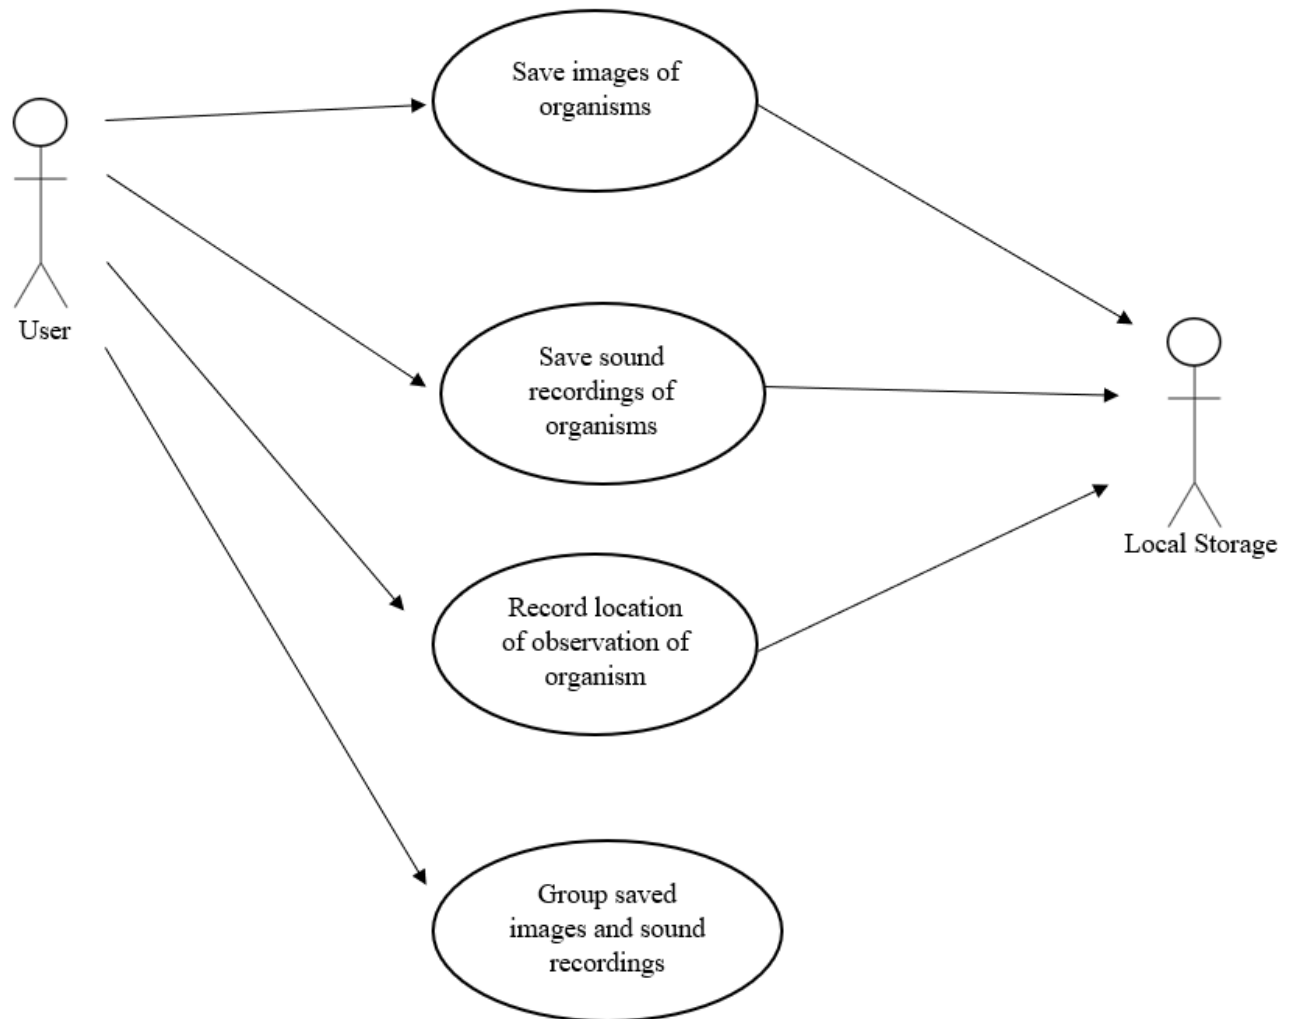 Save images of
organisms
User
Save sound
recordings of
organisms
Local Storage
Record location
of observation of
organism
Group saved
images and sound
recordings